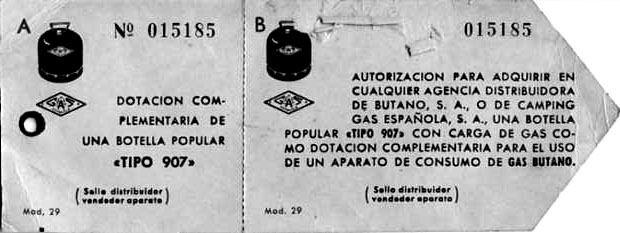 A
Nº 015185
GAS
DOTACION COM-
PLEMENTARIA DE
UNA BOTELLA POPULAR
«TIPO 907»
(Sello distribuidor
vendedor aparato)
Mod. 29
B
015185
GAS
AUTORIZACION PARA ADQUIRIR EN
CUALQUIER AGENCIA DISTRIBUIDORA
DE BUTANO, S. A., O DE CAMPING
GAS ESPAÑOLA, S. A., UNA BOTELLA
POPULAR «TIPO 907» CON CARGA DE GAS CO-
MO DOTACION COMPLEMENTARIA PARA EL USO
DE UN APARATO DE CONSUMO DE GAS BUTANO.
(Sello distribuidor
vendedor aparato)
Mod. 29